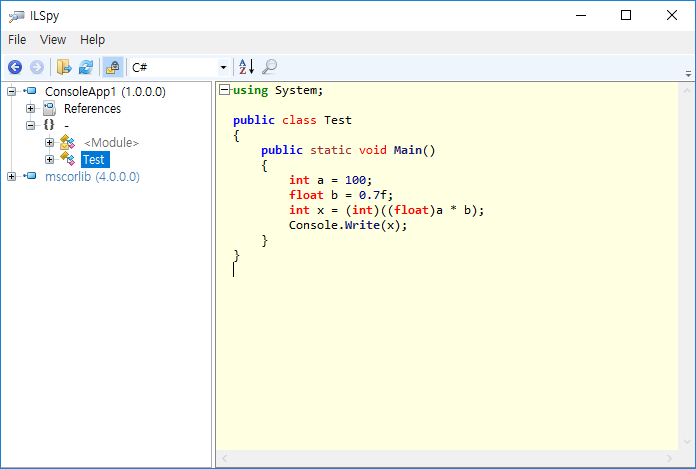 ILSpy
File View Help
C#
ConsoleApp1 (1.0.0.0)
References
{} -
<Module>
Test
mscorlib (4.0.0.0)
using System;
public class Test
{
public static void Main()
{
int a = 100;
float b = 0.7f;
int x = (int)((float)a * b);
Console.Write(x);
}
}